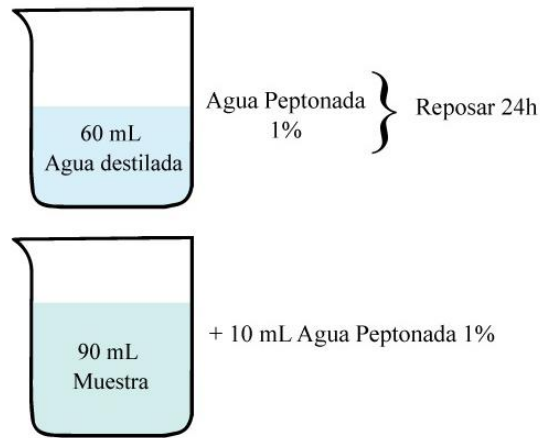 60 mL
Agua destilada
Agua Peptonada
1%
} Reposar 24h
90 mL
Muestra
+ 10 mL Agua Peptonada 1%